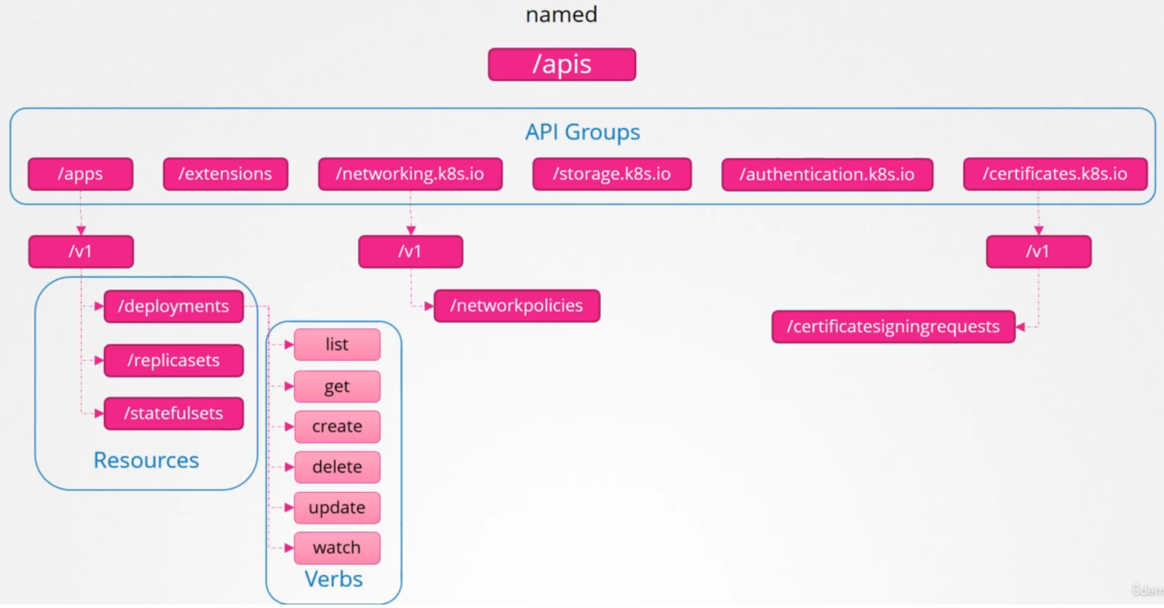 named
/apis
API Groups
/apps
/extensions
/networking.k8s.io
/storage.k8s.io
/authentication.k8s.io
/certificates.k8s.io
/v1
/v1
/v1
/deployments
/replicasets
/statefulsets
Resources
list
get
create
delete
update
watch
Verbs
/networkpolicies
/certificatesigningrequests